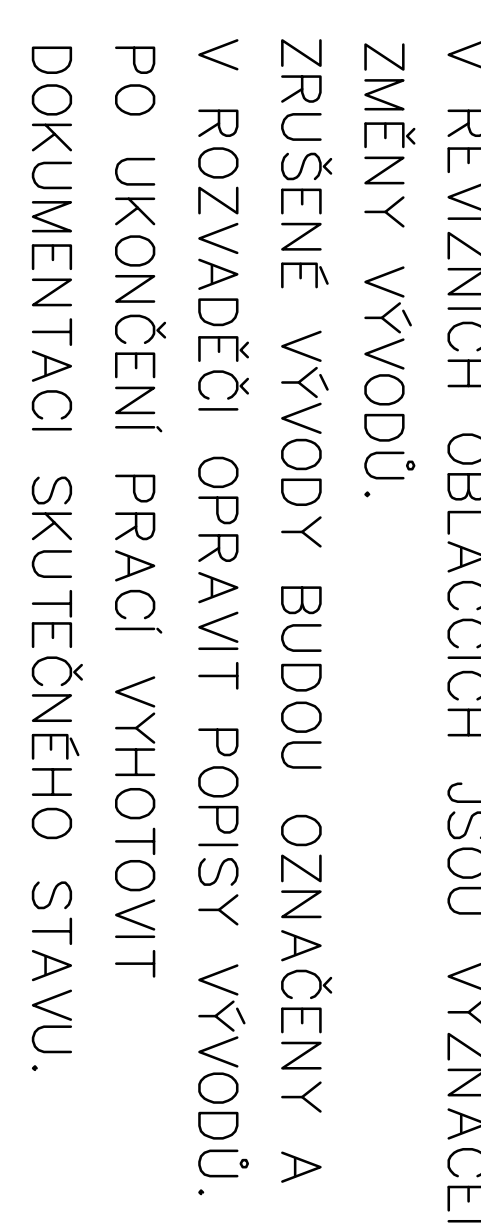 V REVIZNÍCH OBLÁČCÍCH JSOU
ZMĚNY VÝVODŮ.
ZRUŠENÉ VÝVODY BUDOU OZNAČENY A
V ROZVADĚČI OPRAVIT POPISY VÝVODŮ.
PO UKONČENÍ PRACÍ VYHOTOVIT
DOKUMENTACI SKUTEČNÉHO STAVU.